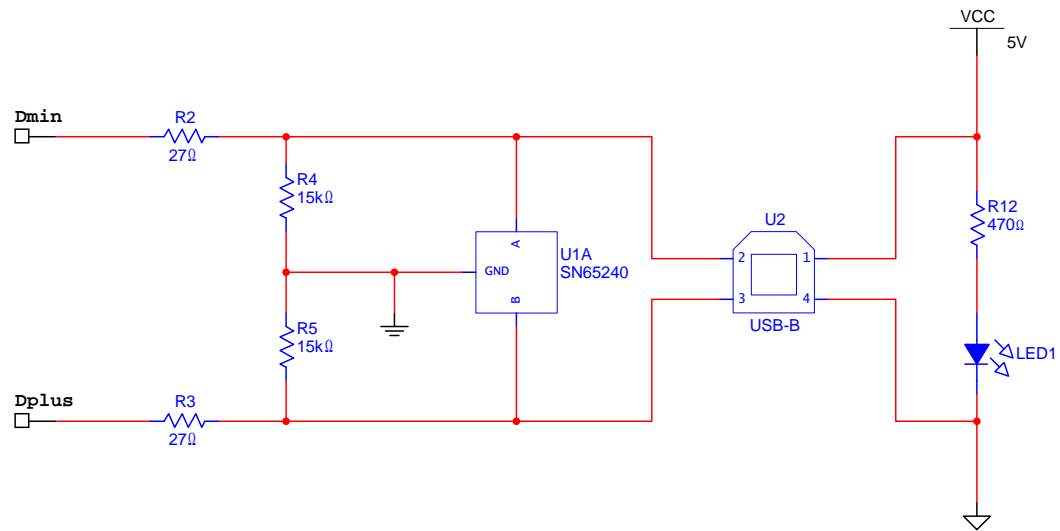 VCC
5V
Dmin
R2
27Ω
R4
15kΩ
R12
470Ω
U2
A
U1A
SN65240
GND
B
2
1
3
4
USB-B
R5
15kΩ
LED1
Dplus
R3
27Ω